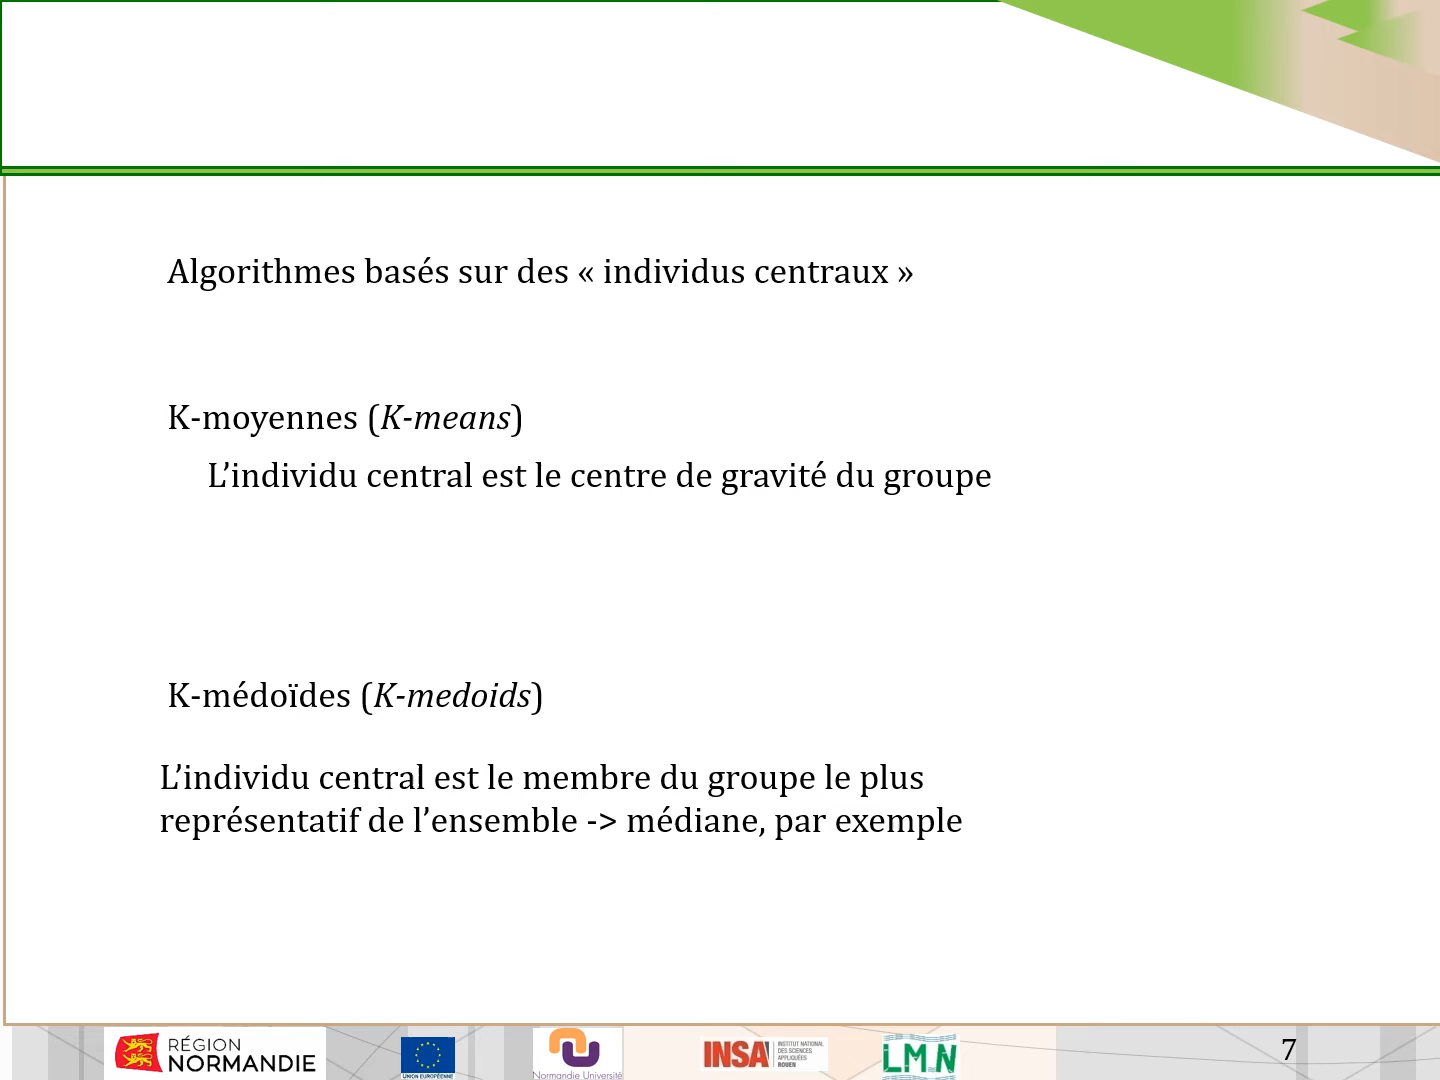 Algorithmes basés sur des « individus centraux »
K-moyennes (K-means)
L’individu central est le centre de gravité du groupe
K-médoïdes (K-medoids)
L’individu central est le membre du groupe le plus
représentatif de l’ensemble -> médiane, par exemple
RÉGION
NORMANDIE
UNION EUROPÉENNE
Normandie Université
INSA
INSTITUT NATIONAL
DES SCIENCES
APPLIQUÉES
ROUEN
LMN
7